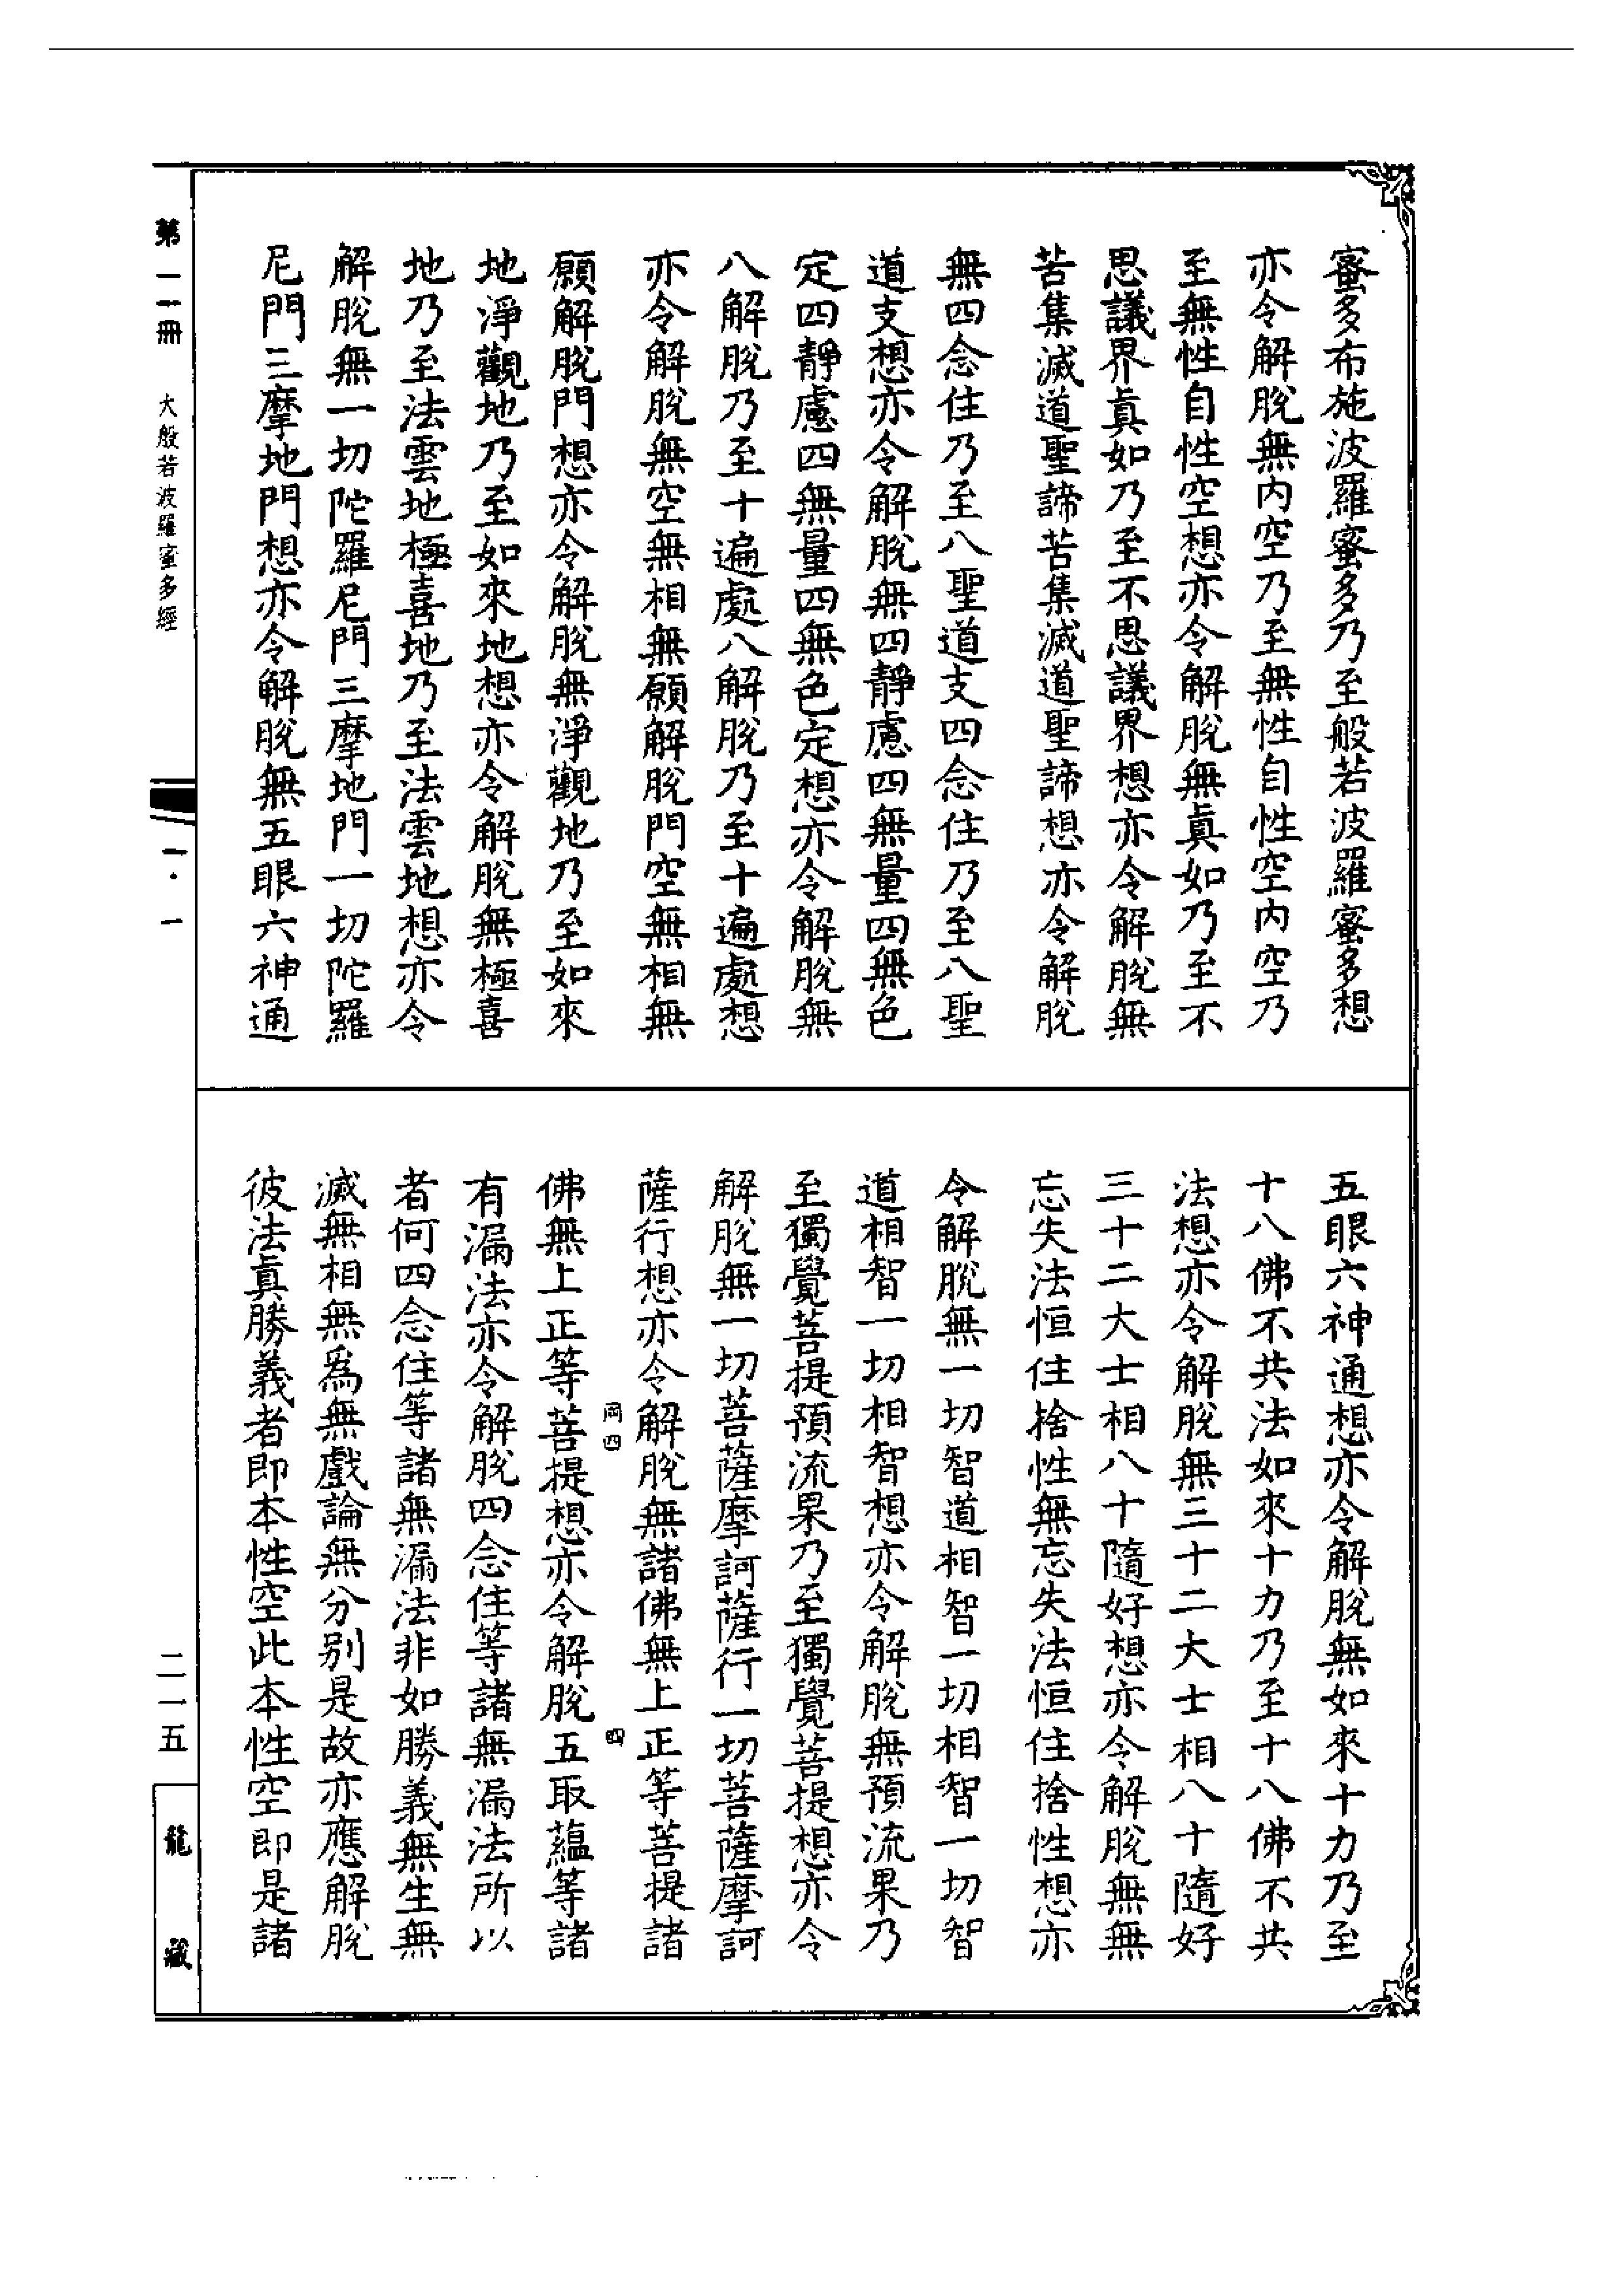 蜜多布施波羅蜜多乃至般若波羅蜜多想
亦令解脫無內空乃至無性自性空內空乃
至無性自性空想亦令解脫無真如乃至不
思議界真如乃至不思議界想亦令解脫無
苦集滅道聖諦苦集滅道聖諦想亦令解脫
無四念住乃至八聖道支四念住乃至八聖
道支想亦令解脫無四靜慮四無量四無色
定四靜慮四無量四無色定想亦令解脫無
八解脫乃至十遍處八解脫乃至十遍處想
亦令解脫無空無相無願解脫門空無相無
願解脫門想亦令解脫無淨觀地乃至如來
地淨觀地乃至如來地想亦令解脫無極喜
地乃至法雲地極喜地乃至法雲地想亦令
解脫無一切陀羅尼門三摩地門一切陀羅
尼門三摩地門想亦令解脫無五眼六神通
五眼六神通想亦令解脫無如來十力乃至
十八佛不共法如來十力乃至十八佛不共
法想亦令解脫無三十二大士相八十隨好
三十二大士相八十隨好想亦令解脫無無
忘失法恒住捨性無忘失法恒住捨性想亦
令解脫無一切智道相智一切相智一切智
道相智一切相智想亦令解脫無預流果乃
至獨覺菩提預流果乃至獨覺菩提想亦令
解脫無一切菩薩摩訶薩行一切菩薩摩訶
薩行想亦令解脫無諸佛無上正等菩提諸
岡四
四
佛無上正等菩提想亦令解脫五取蘊等諸
有漏法亦令解脫四念住等諸無漏法所以
者何四念住等諸無漏法非如勝義無生無
滅無相無為無戲論無分別是故亦應解脫
彼法真勝義者即本性空此本性空即是諸
第一一冊
大般若波羅蜜多經
一·一
二一五
龍藏